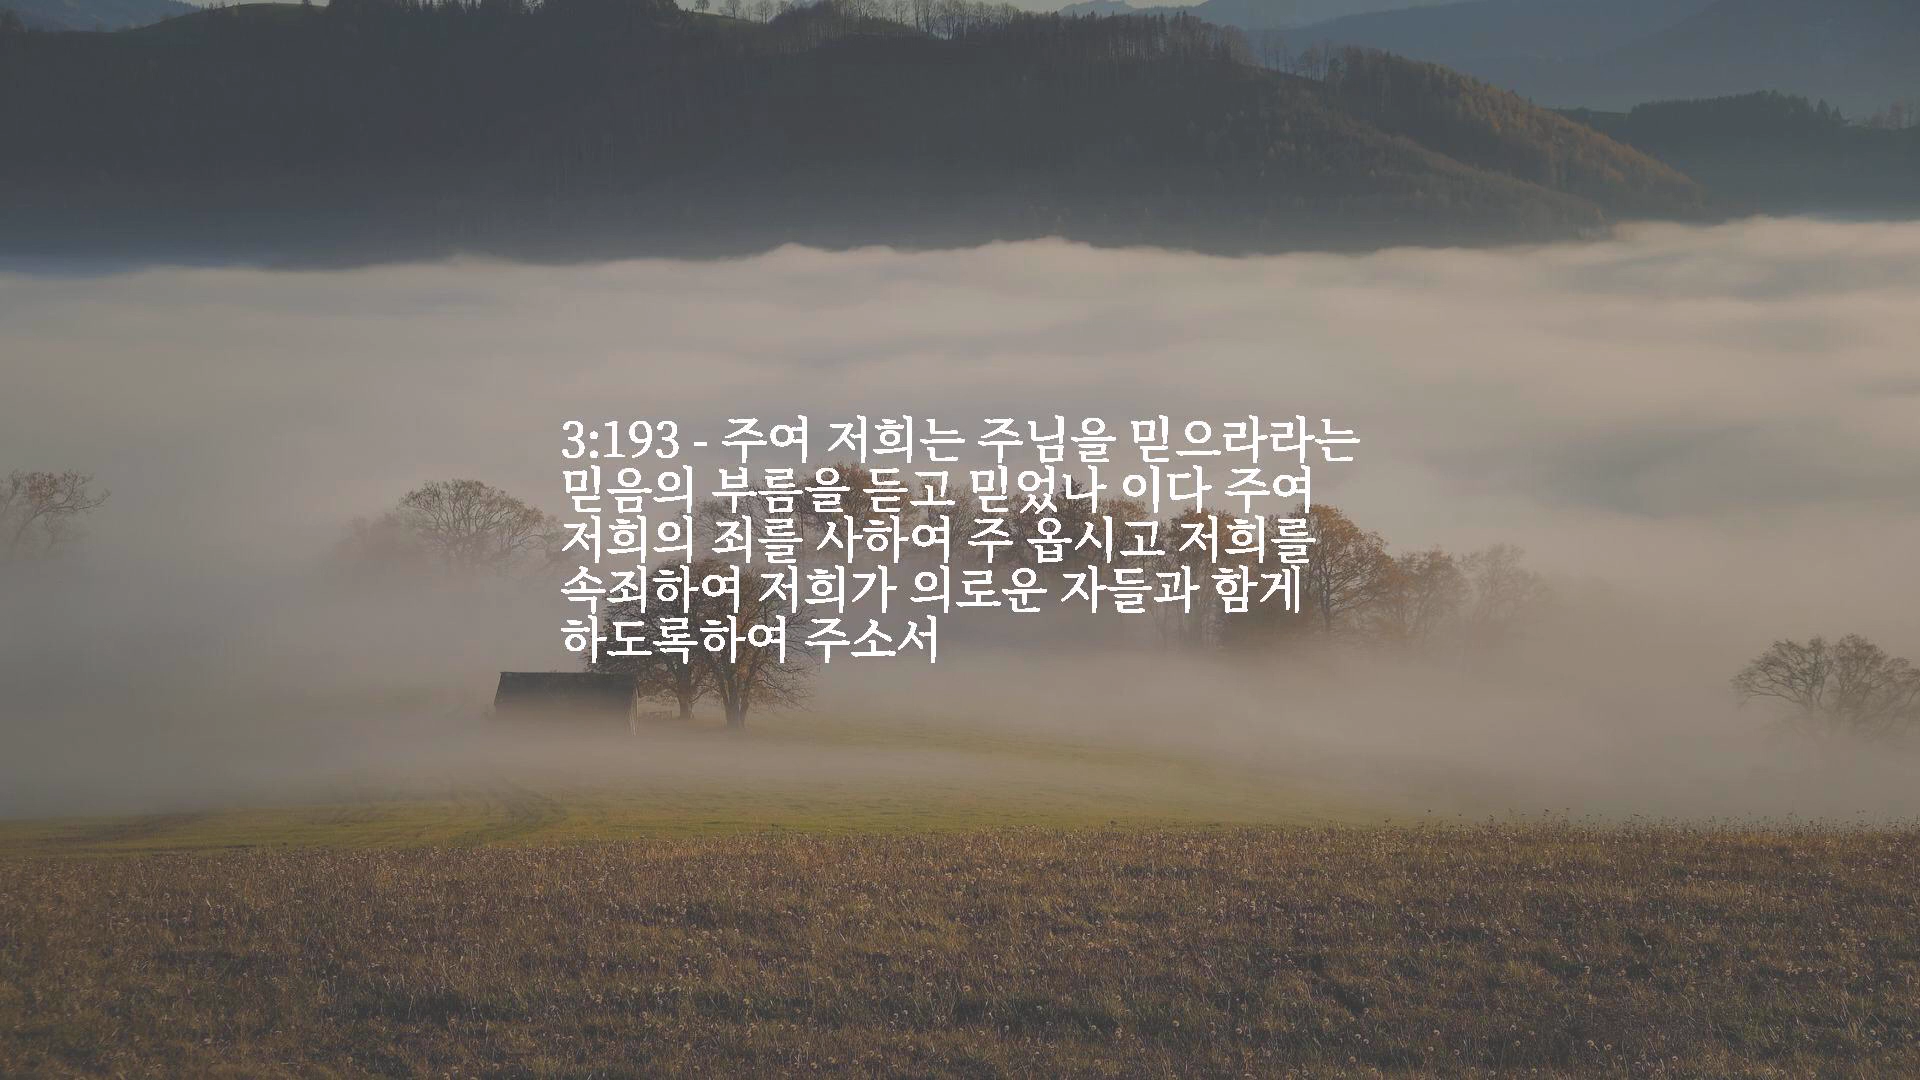 3:193 - 주여 저희는 주님을 믿으라라는
믿음의 부름을 듣고 믿었나 이다 주여
저희의 죄를 사하여 주 옵시고 저희를
속죄하여 저희가 의로운 자들과 함게
하도록하여 주소서